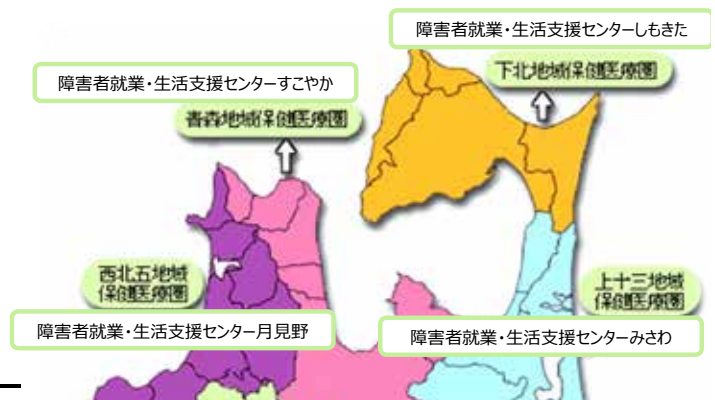 障害者就業・生活支援センターしもきた
下北地域保健医療圏
障害者就業・生活支援センターすこやか
青森地域保健医療圏
西北五地域
保健医療圏
上十三地域
保健医療圏
障害者就業・生活支援センター月見野
障害者就業・生活支援センターみさわ